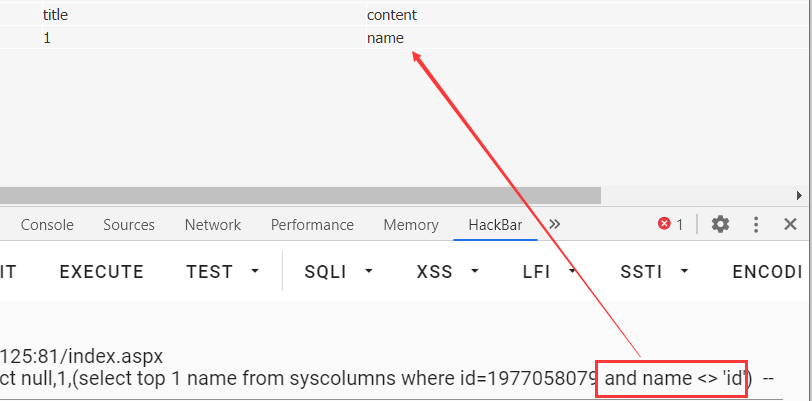 title content
1 name
Console Sources Network Performance Memory HackBar 1
IT EXECUTE TEST SQLI XSS LFI SSTI ENCODI
125:81/index.aspx
ct null,1,(select top 1 name from syscolumns where id=1977058079 and name <> 'id') --